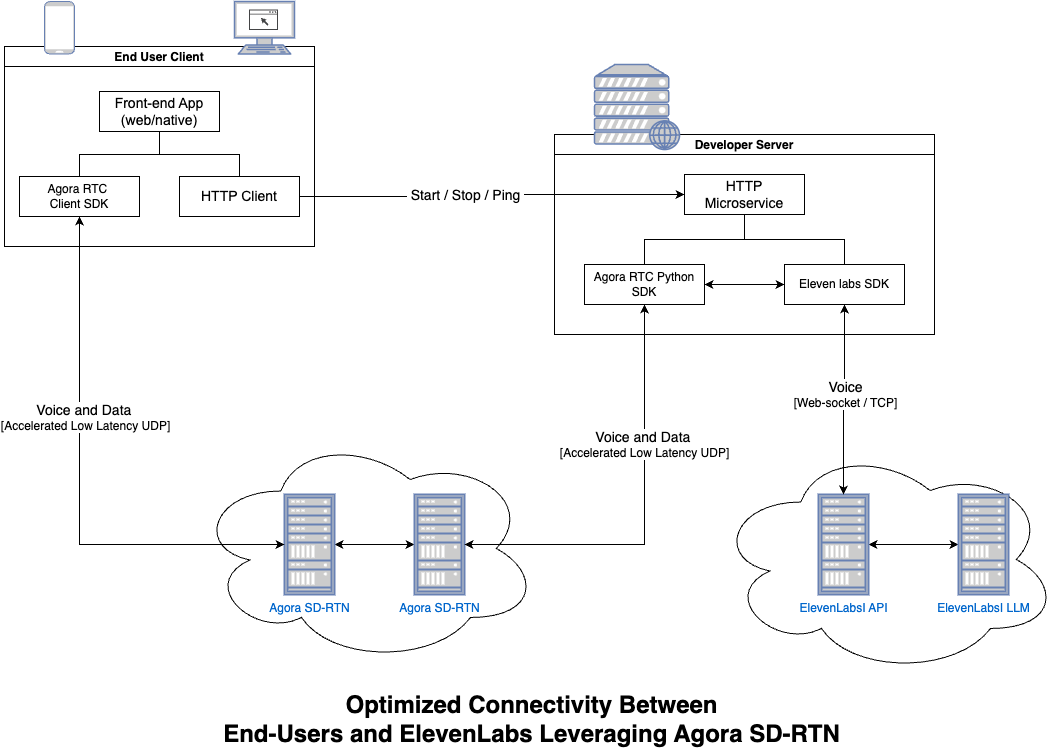 End User Client
Front-end App
(web/native)
Agora RTC
Client SDK
HTTP Client
Start / Stop / Ping
Developer Server
HTTP
Microservice
Agora RTC Python
SDK
Eleven labs SDK
Voice and Data
[Accelerated Low Latency UDP]
Voice and Data
[Accelerated Low Latency UDP]
Voice
[Web-socket / TCP]
Agora SD-RTN
Agora SD-RTN
ElevenLabsI API
ElevenLabsI LLM
Optimized Connectivity Between
End-Users and ElevenLabs Leveraging Agora SD-RTN